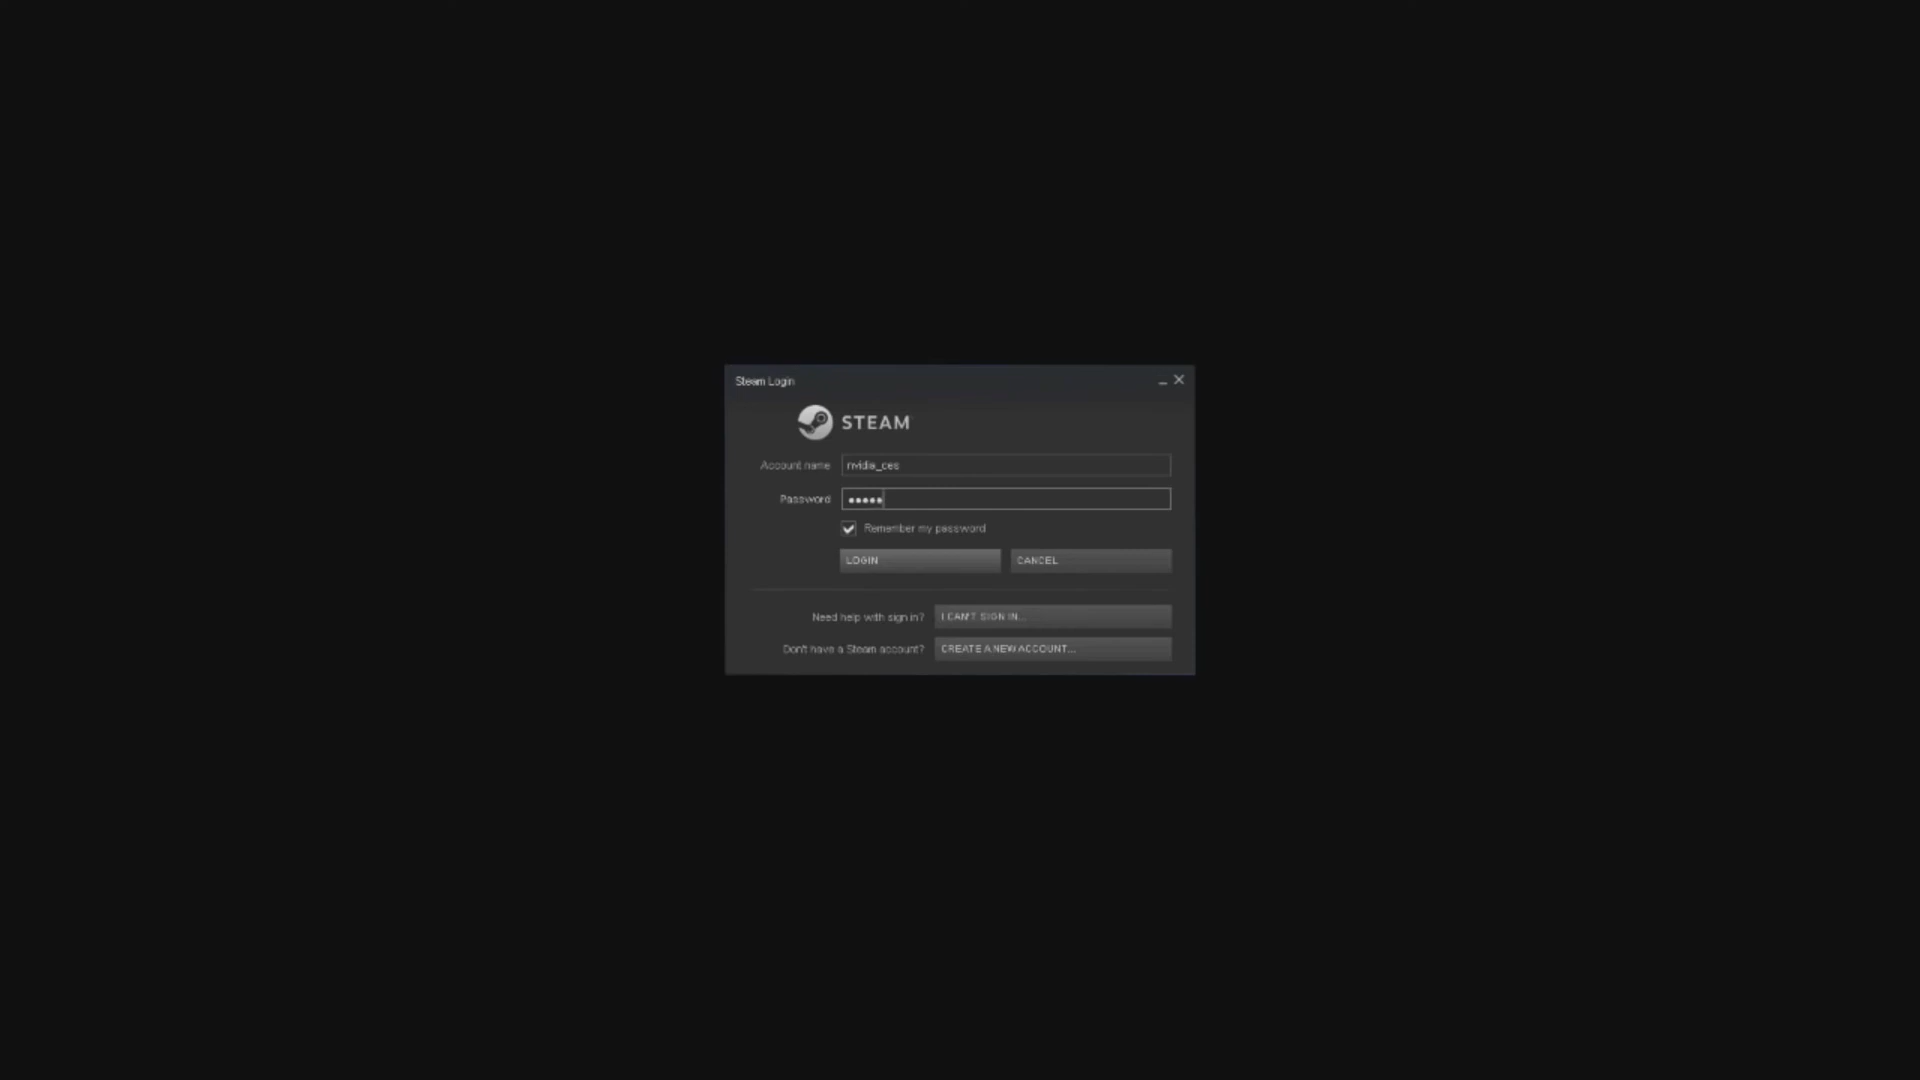 Steam Login
STEAM
Account name nvidia_ces
Password •••••
Remember my password
LOGIN CANCEL
Need help with sign in? I CAN'T SIGN IN...
Don't have a Steam account? CREATE A NEW ACCOUNT...